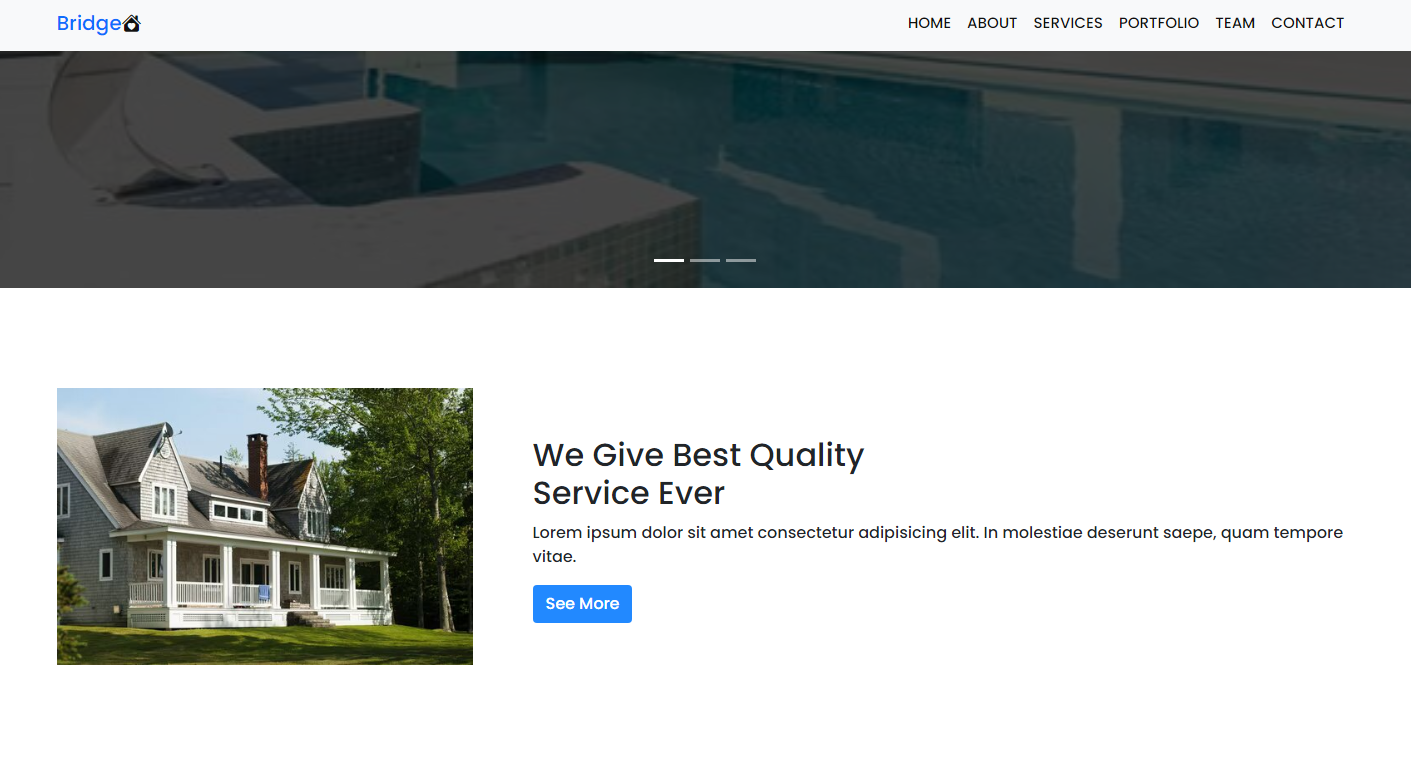 Bridge
HOME ABOUT SERVICES PORTFOLIO TEAM CONTACT
We Give Best Quality
Service Ever
Lorem ipsum dolor sit amet consectetur adipisicing elit. In molestiae deserunt saepe, quam tempore
vitae.
See More